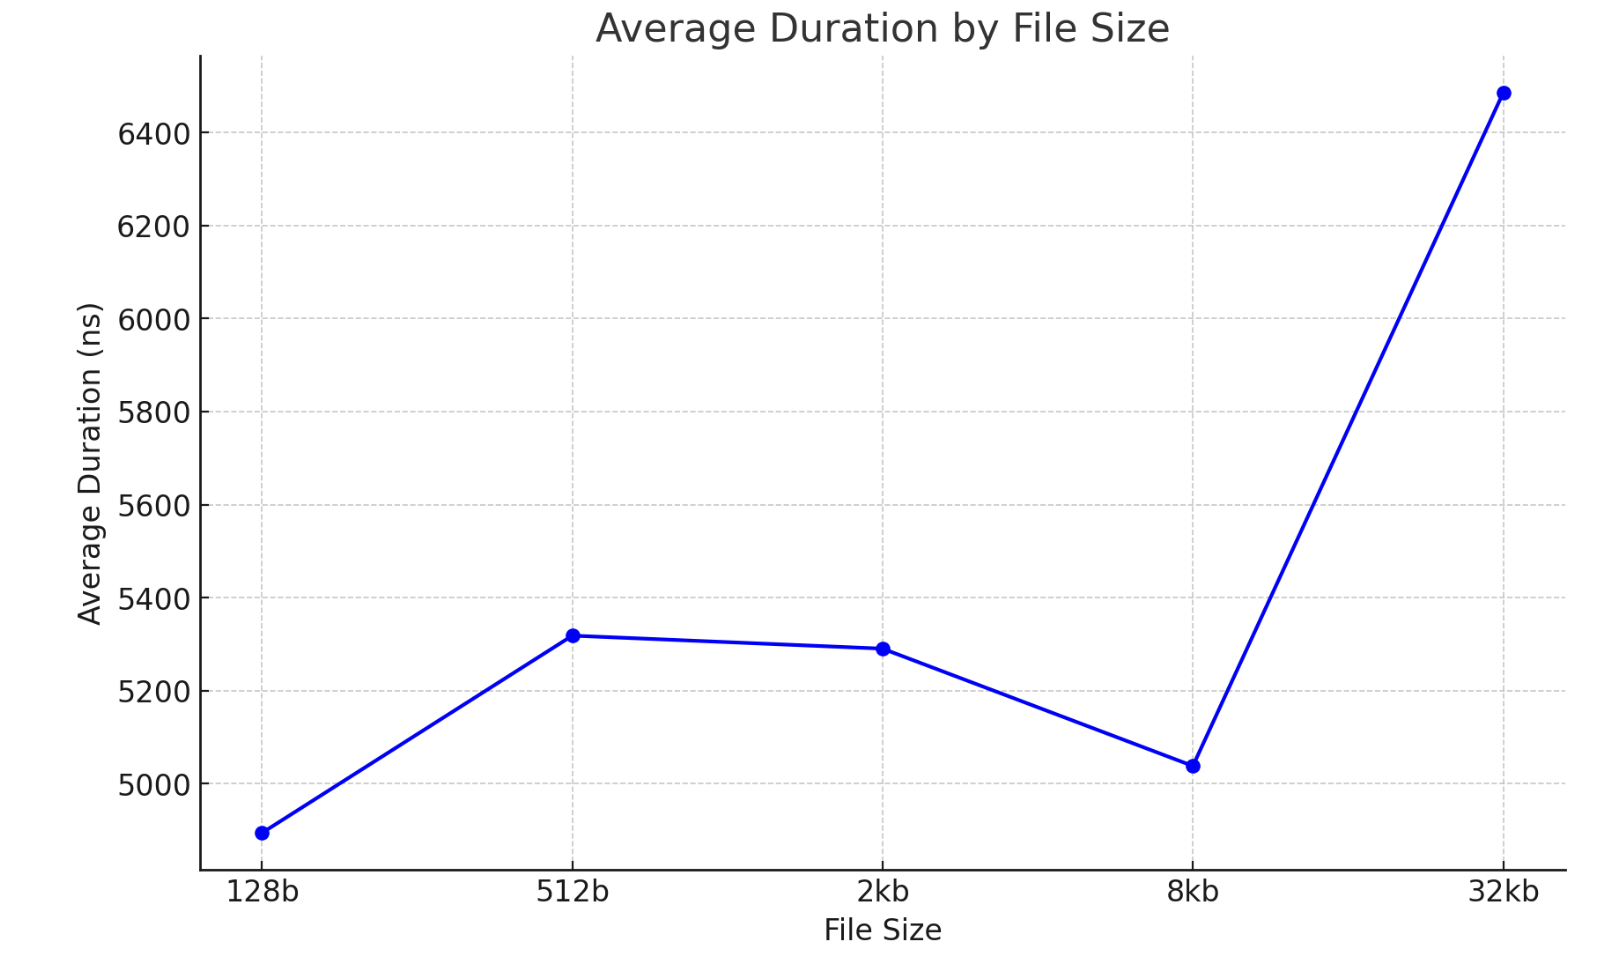 Average Duration by File Size
Average Duration (ns)
6400
6200
6000
5800
5600
5400
5200
5000
128b 512b 2kb 8kb 32kb
File Size